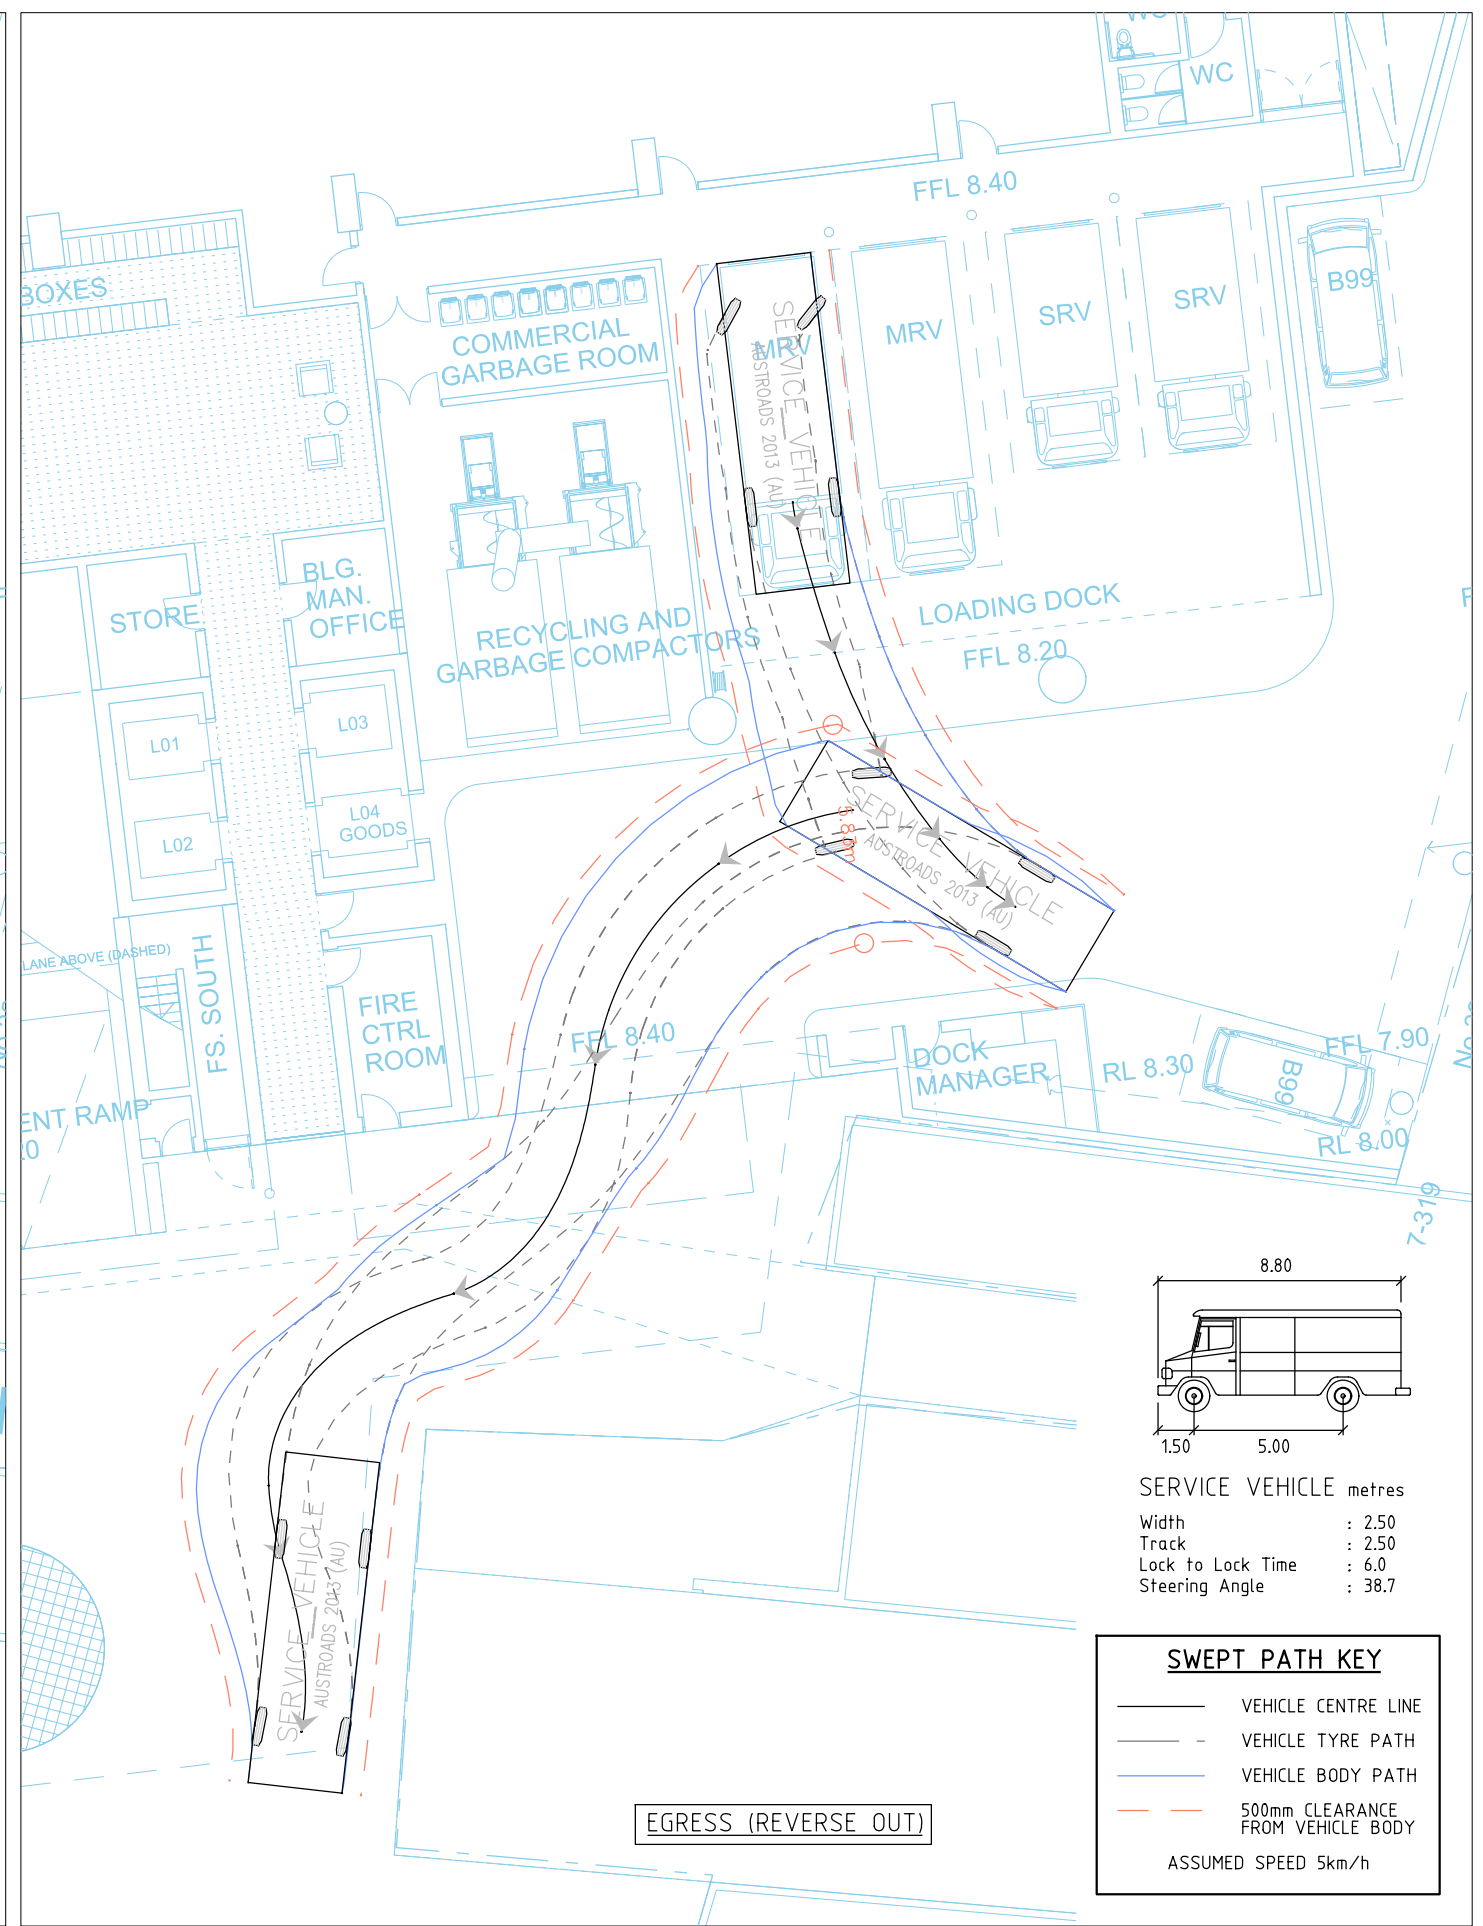 WC
WC
FFL 8.40
BOXES
B99
SRV
SRV
MRV
MRV
COMMERCIAL
GARBAGE ROOM
SERVICE VEHICLE
AUSTROADS 2013 (AU)
BLG.
MAN.
OFFICE
STORE
RECYCLING AND
GARBAGE COMPACTORS
LOADING DOCK
FFL 8.20
L03
L01
L04
GOODS
L02
5.83m
SERVICE VEHICLE
AUSTROADS 2013 (AU)
LANE ABOVE (DASHED)
FS. SOUTH
FIRE
CTRL
ROOM
FFL 8.40
DOCK
MANAGER
RL 8.30
B99
FFL 7.90
RL 8.00
ENT RAMP
7-319
8.80
1.50
5.00
SERVICE VEHICLE metres
Width : 2.50
Track : 2.50
Lock to Lock Time : 6.0
Steering Angle : 38.7
SERVICE VEHICLE
AUSTROADS 2013 (AU)
SWEPT PATH KEY
VEHICLE CENTRE LINE
VEHICLE TYRE PATH
VEHICLE BODY PATH
500mm CLEARANCE
FROM VEHICLE BODY
ASSUMED SPEED 5km/h
EGRESS (REVERSE OUT)